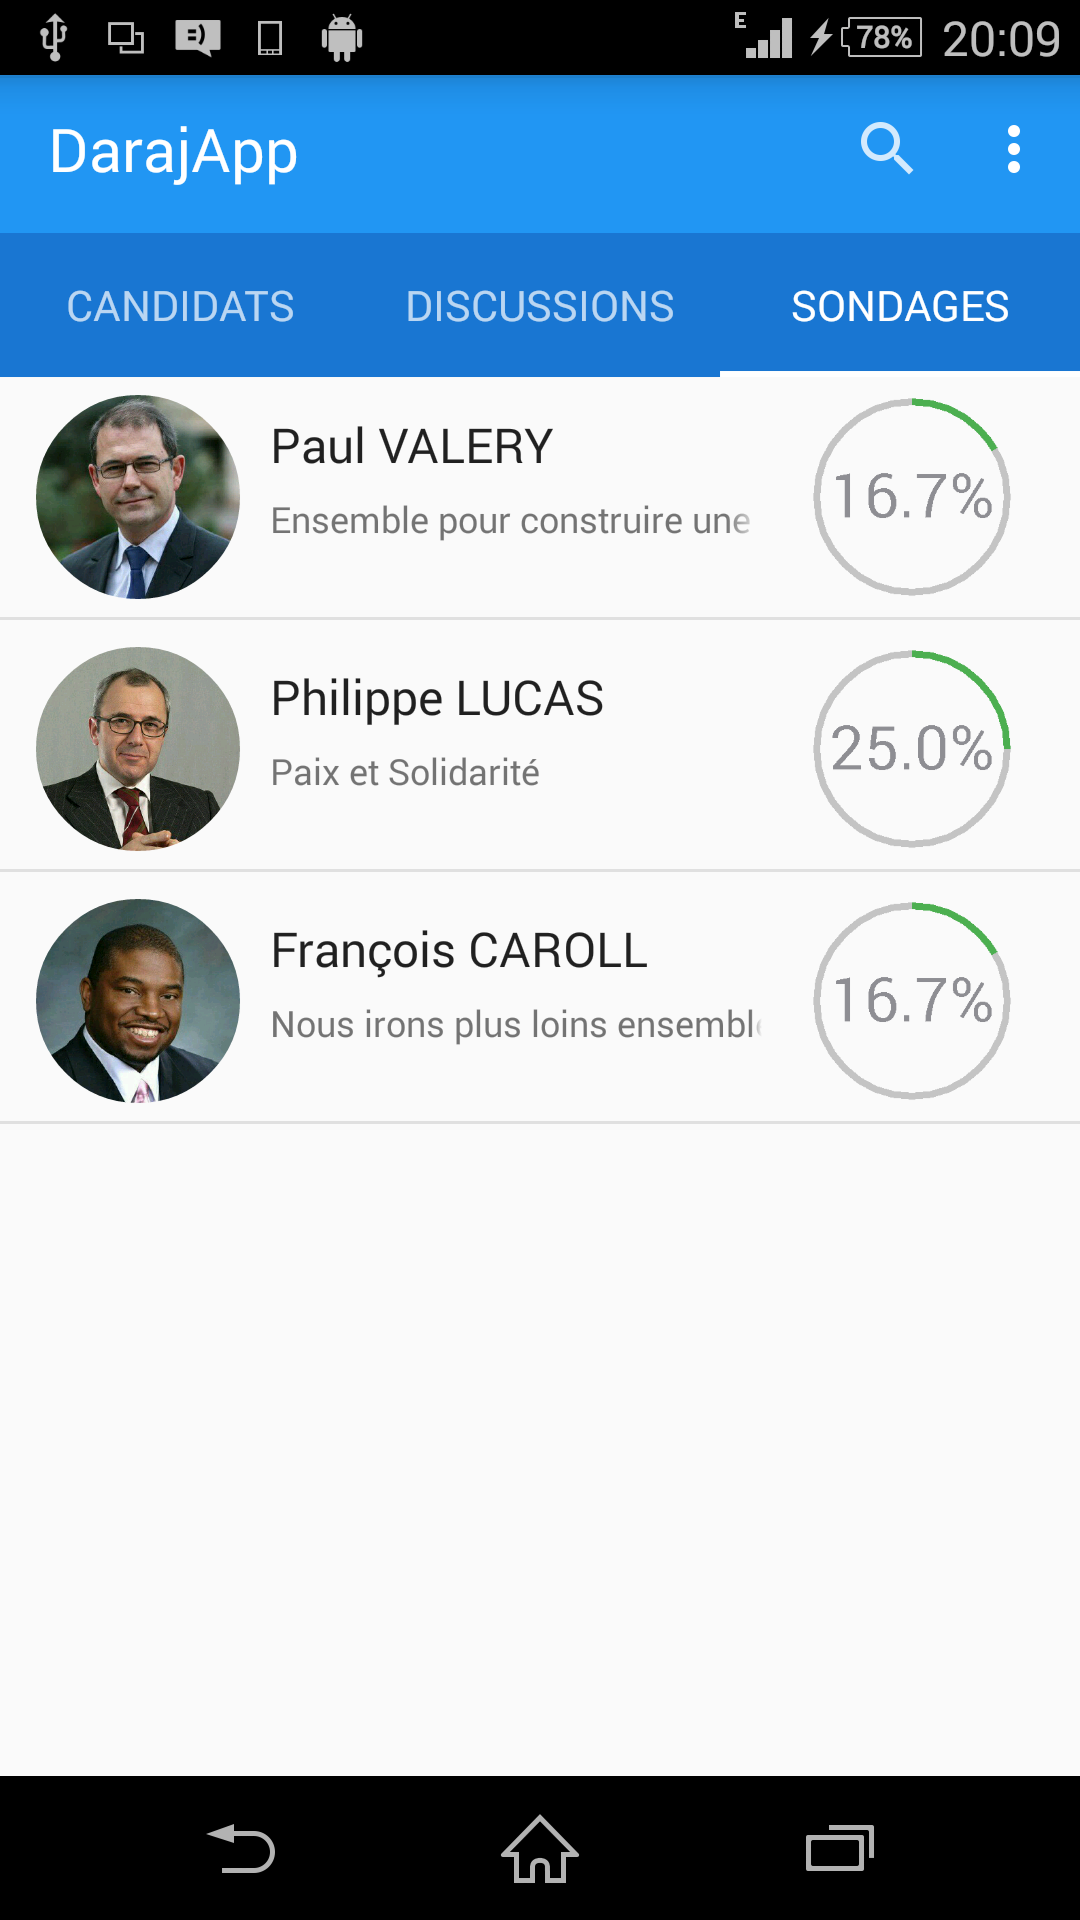 E 78% 20:09
DarajApp
CANDIDATS DISCUSSIONS SONDAGES
Paul VALERY
Ensemble pour construire une
16.7%
Philippe LUCAS
Paix et Solidarité
25.0%
François CAROLL
Nous irons plus loins ensembl
16.7%